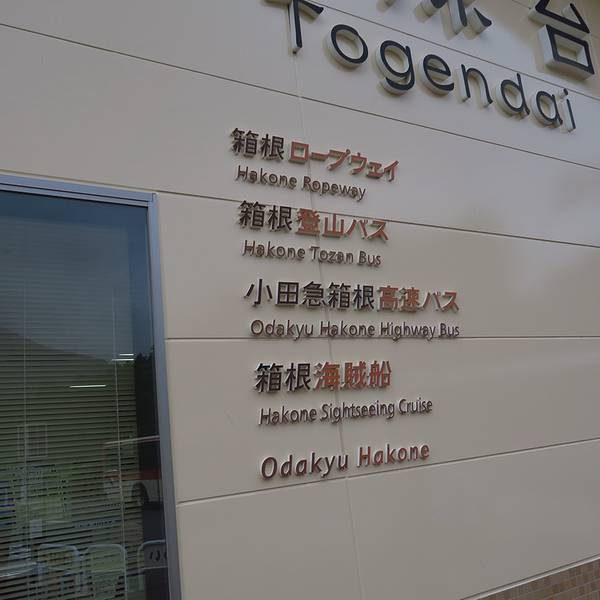 台
Togendai
箱根ロープウェイ
Hakone Ropeway
箱根登山バス
Hakone Tozan Bus
小田急箱根高速バス
Odakyu Hakone Highway Bus
箱根海賊船
Hakone Sightseeing Cruise
Odakyu Hakone